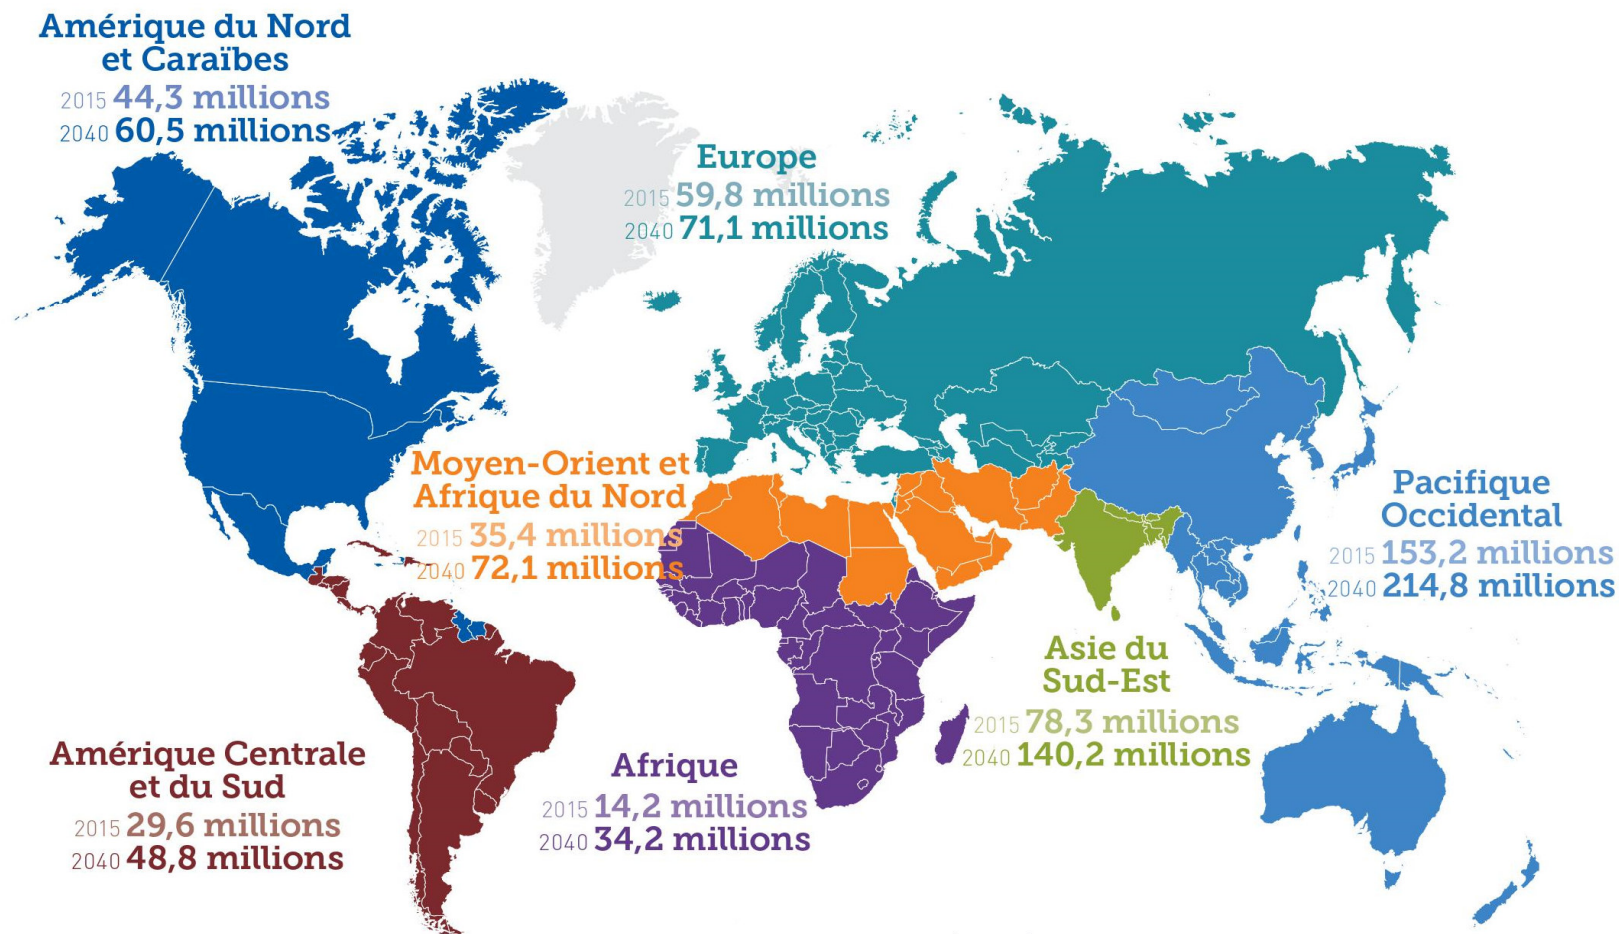 Amérique du Nord
et Caraïbes
2015 44,3 millions
2040 60,5 millions
Europe
2015 59,8 millions
2040 71,1 millions
Moyen-Orient et
Afrique du Nord
2015 35,4 millions
2040 72,1 millions
Pacifique
Occidental
2015 153,2 millions
2040 214,8 millions
Asie du
Sud-Est
2015 78,3 millions
2040 140,2 millions
Amérique Centrale
et du Sud
2015 29,6 millions
2040 48,8 millions
Afrique
2015 14,2 millions
2040 34,2 millions